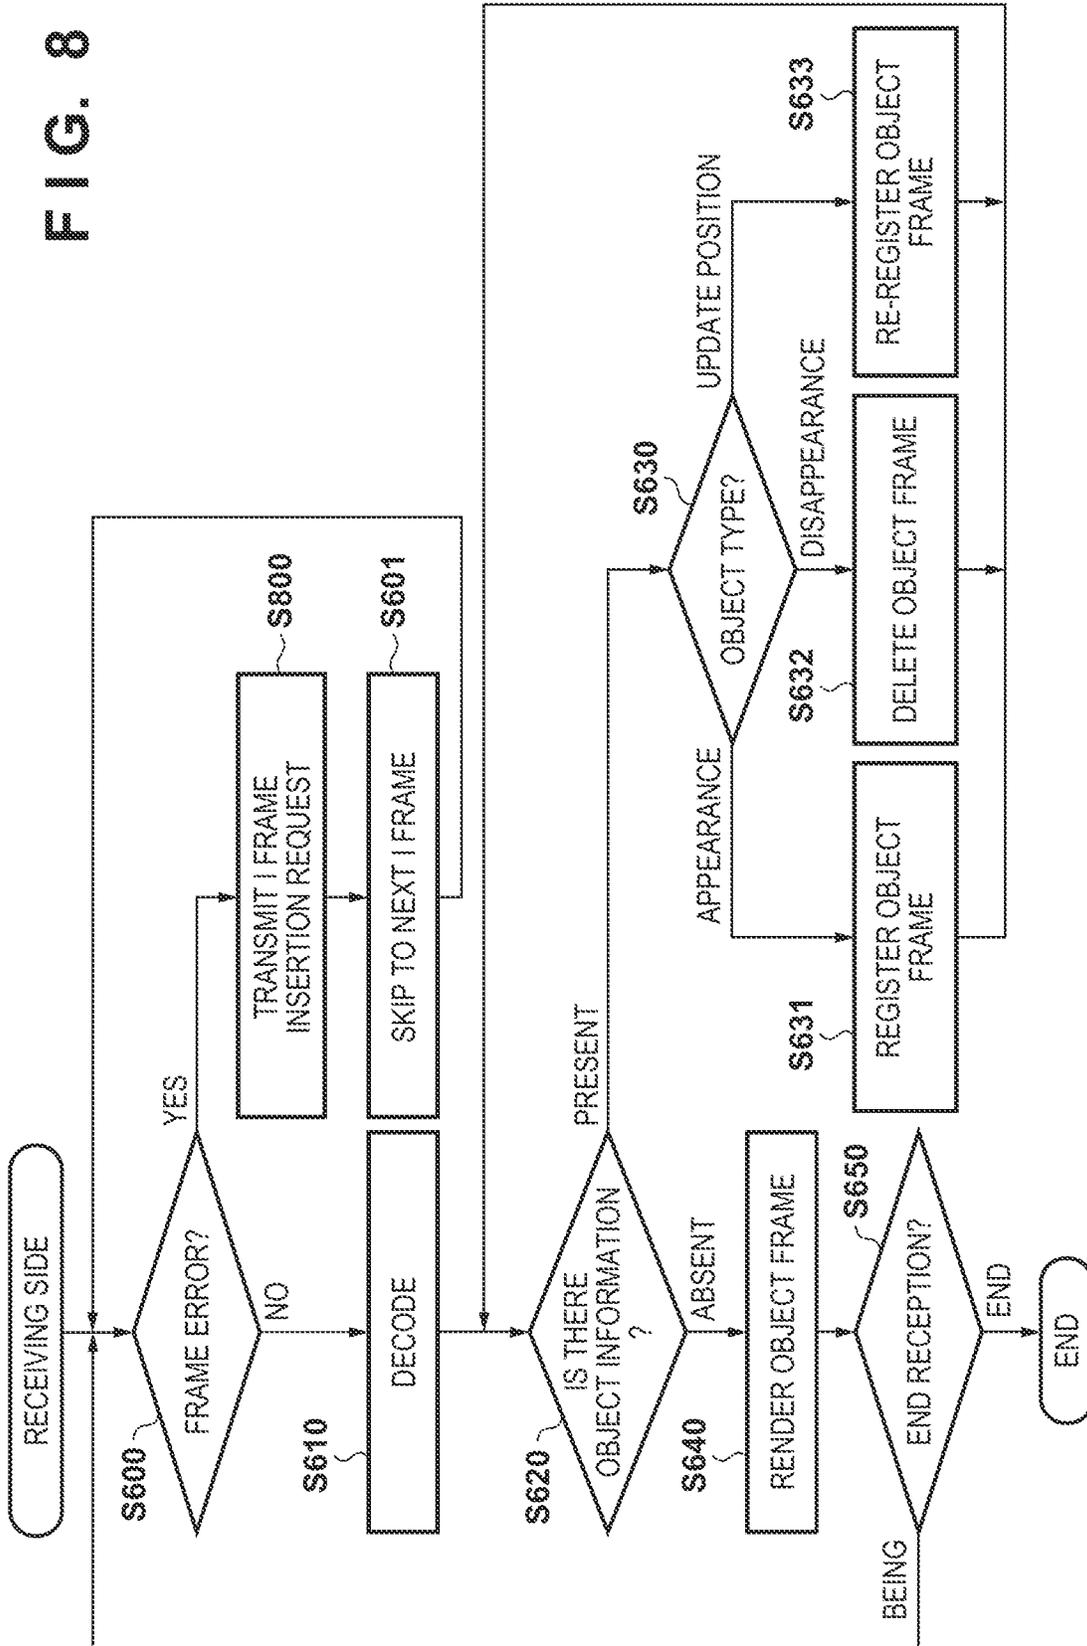 FIG. 8
RECEIVING SIDE
S600
FRAME ERROR?
YES
NO
S800
TRANSMIT I FRAME
INSERTION REQUEST
S601
SKIP TO NEXT I FRAME
S610
DECODE
S620
IS THERE
OBJECT INFORMATION
?
PRESENT
ABSENT
S630
OBJECT TYPE?
APPEARANCE
DISAPPEARANCE
UPDATE POSITION
S631
REGISTER OBJECT
FRAME
S632
DELETE OBJECT FRAME
S633
RE-REGISTER OBJECT
FRAME
S640
RENDER OBJECT FRAME
S650
END RECEPTION?
BEING
END
END